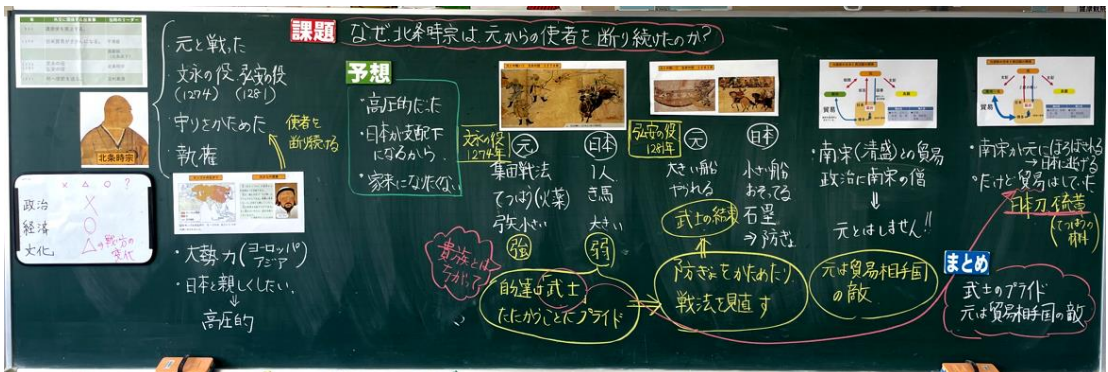 課題
なぜ、北条時宗は、元からの使者を断り続けたのか?
・元と戦った
・文永の役、弘安の役
(1274) (1281)
・守りをかためた
・執権
使者を
断り続ける
北条時宗
× △ ○ ?
政治 ×
経済 ○
文化 △
・大勢力(ヨーロッパ
アジア)
・日本と親しくしたい。
高圧的
予想
・高圧的だった
・日本が支配下
になるから、
・家来になりたくない
文永の役
1274年
元
集団戦法
てつはう(火薬)
弓矢小さい
強
日本
1人
き馬
大きい
弱
貴族とは
ちがって
自分達は武士
たたかうことにプライド
弘安の役
1281年
元
大きい船
やられる
武士の結束
日本
小さい船
おそってる
石塁
⇒防ぎょ
防ぎょをかためたり、
戦法を見直す
・南宋(清盛)との貿易
政治に南宋の僧
元とはしません!!
元は貿易相手国
の敵
貿易
貿易
・南宋が元にほろぼされる
→日本に逃げる
・だけど貿易はしていた
日本刀、硫黄
(てつはうの
材料)
まとめ
武士のプライド
元は貿易相手国の敵